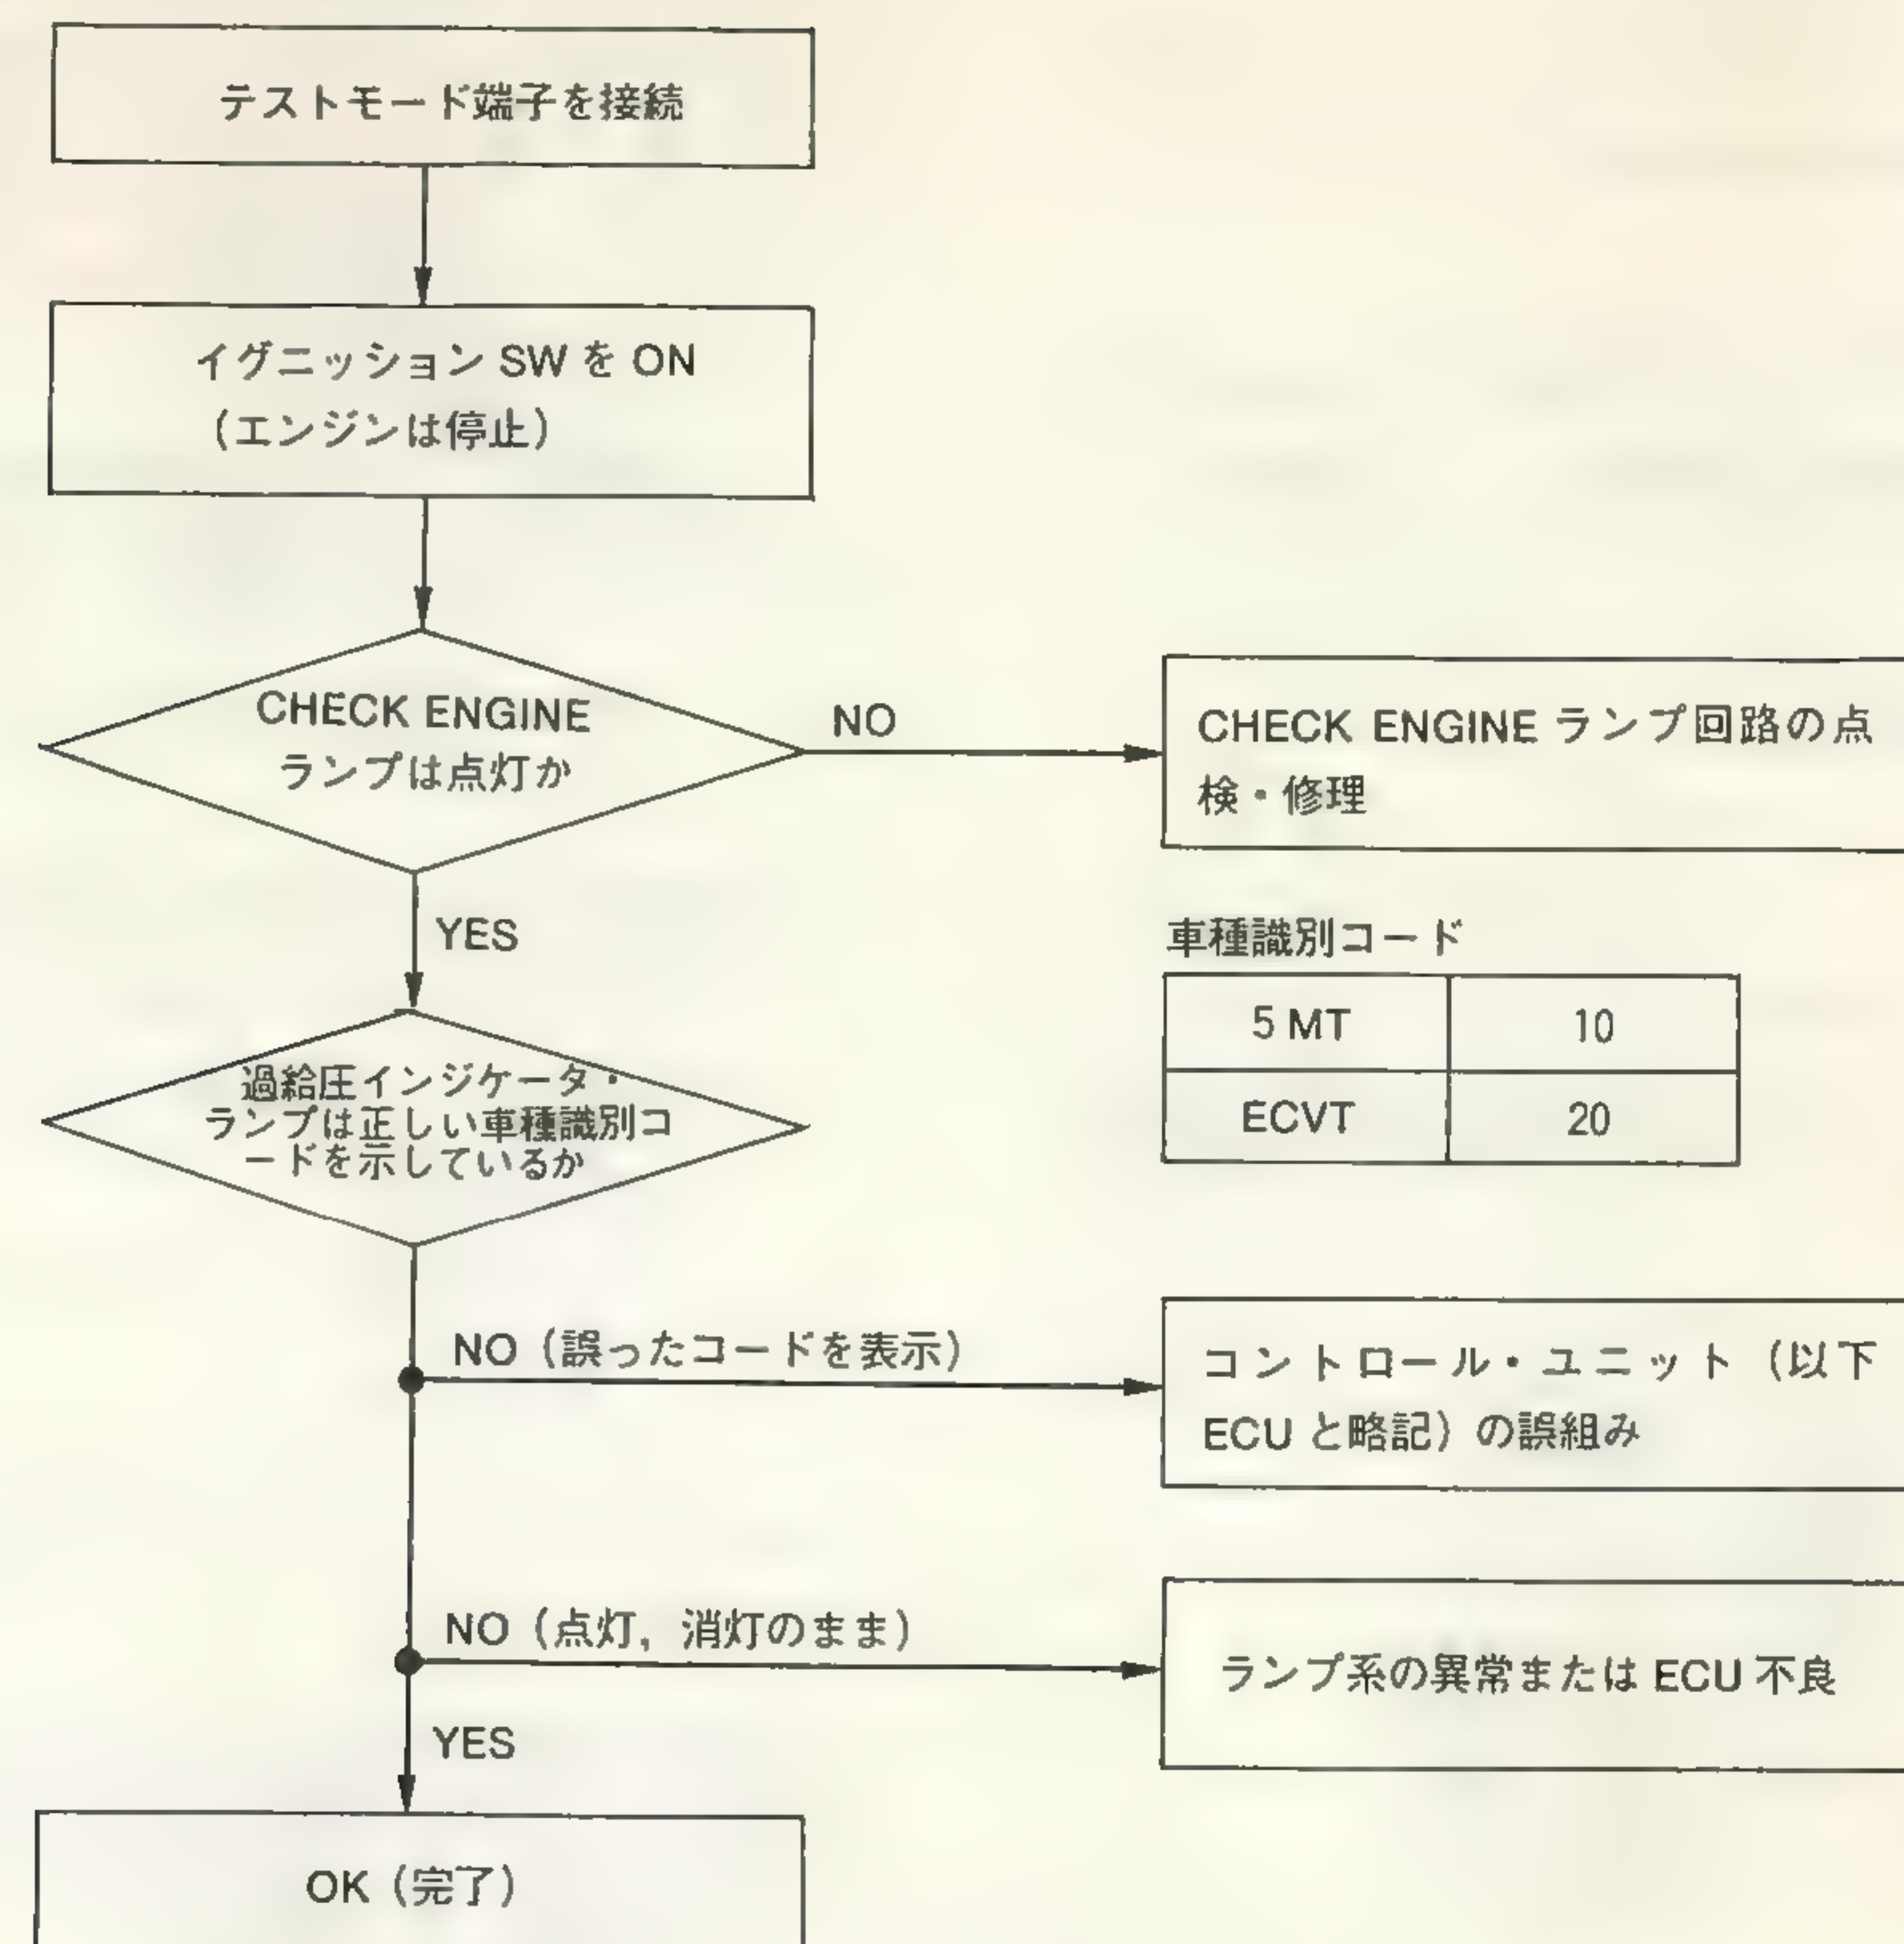 テストモード端子を接続
イグニッション SW を ON
（エンジンは停止）
CHECK ENGINE
ランプは点灯か
NO
CHECK ENGINE ランプ回路の点
検・修理
YES
車種識別コード
5 MT 10
ECVT 20
過給圧インジケータ・
ランプは正しい車種識別コ
ードを示しているか
NO（誤ったコードを表示）
コントロール・ユニット（以下
ECU と略記）の誤組み
NO（点灯，消灯のまま）
ランプ系の異常または ECU 不良
YES
OK（完了）